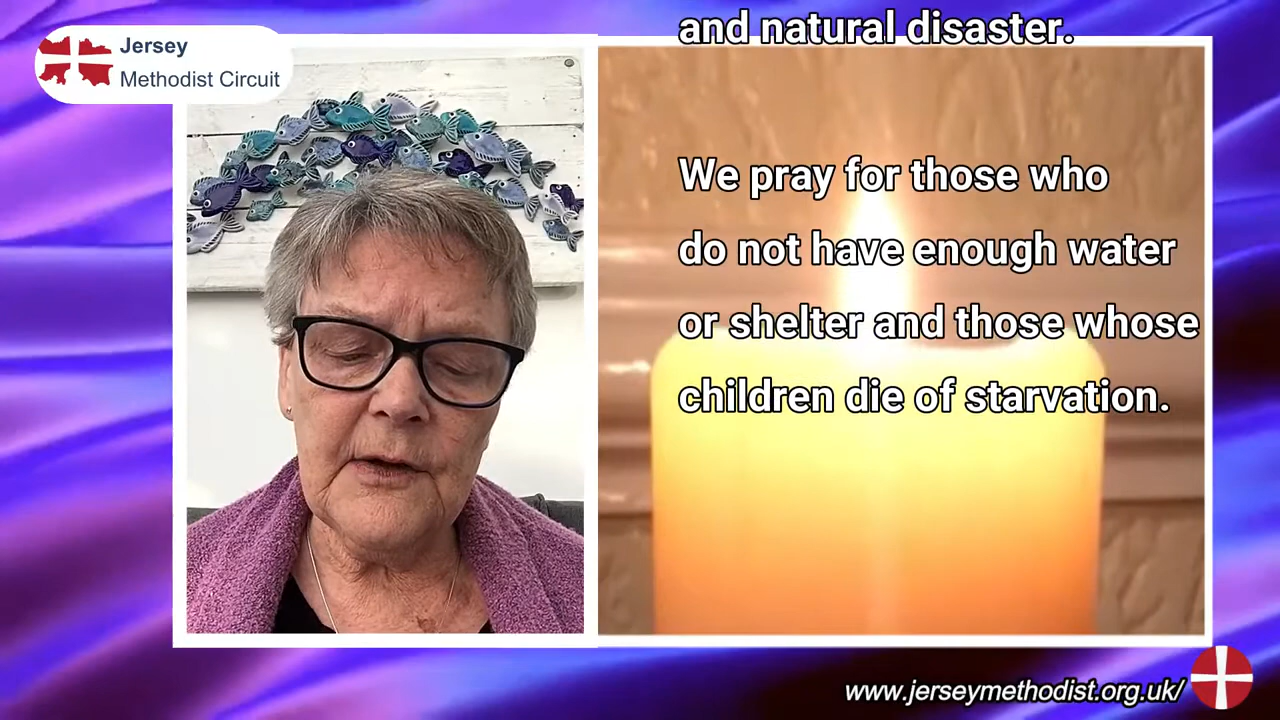 Jersey
Methodist Circuit
and natural disaster.
We pray for those who
do not have enough water
or shelter and those whose
children die of starvation.
www.jerseymethodist.org.uk/